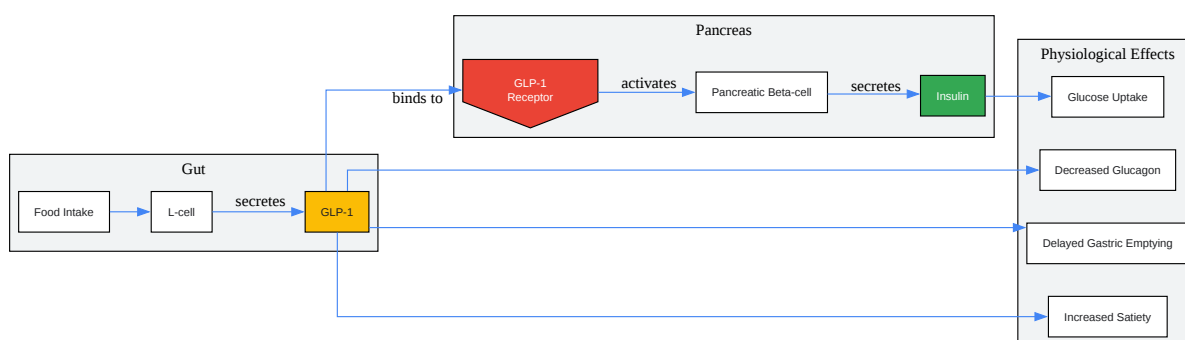 Pancreas
Physiological Effects
GLP-1
Receptor
activates
Pancreatic Beta-cell
secretes
Insulin
Glucose Uptake
binds to
Gut
Decreased Glucagon
Food Intake
L-cell
secretes
GLP-1
Delayed Gastric Emptying
Increased Satiety